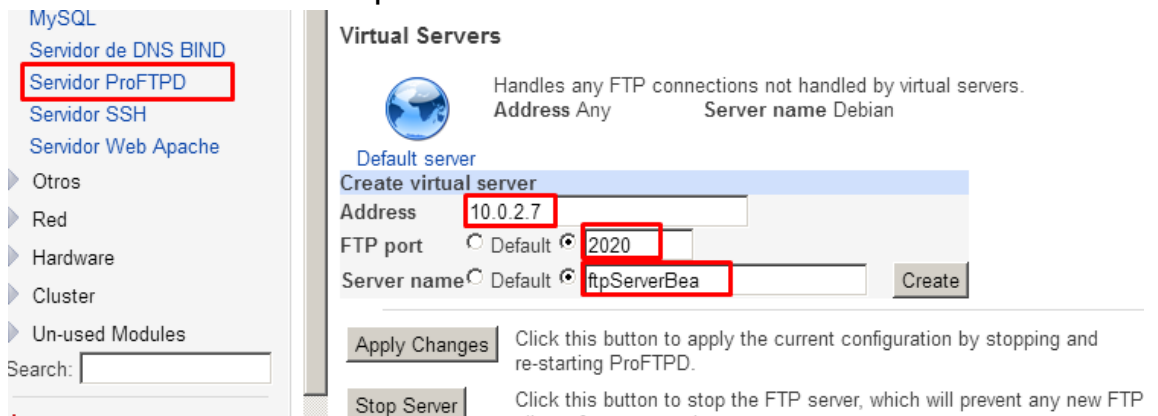 MySQL
Servidor de DNS BIND
Servidor ProFTPD
Servidor SSH
Servidor Web Apache
Otros
Red
Hardware
Cluster
Un-used Modules
Search:
Virtual Servers
Handles any FTP connections not handled by virtual servers.
Address Any Server name Debian
Default server
Create virtual server
Address 10.0.2.7
FTP port Default 2020
Server name Default ftpServerBea Create
Apply Changes Click this button to apply the current configuration by stopping and
re-starting ProFTPD.
Stop Server Click this button to stop the FTP server, which will prevent any new FTP